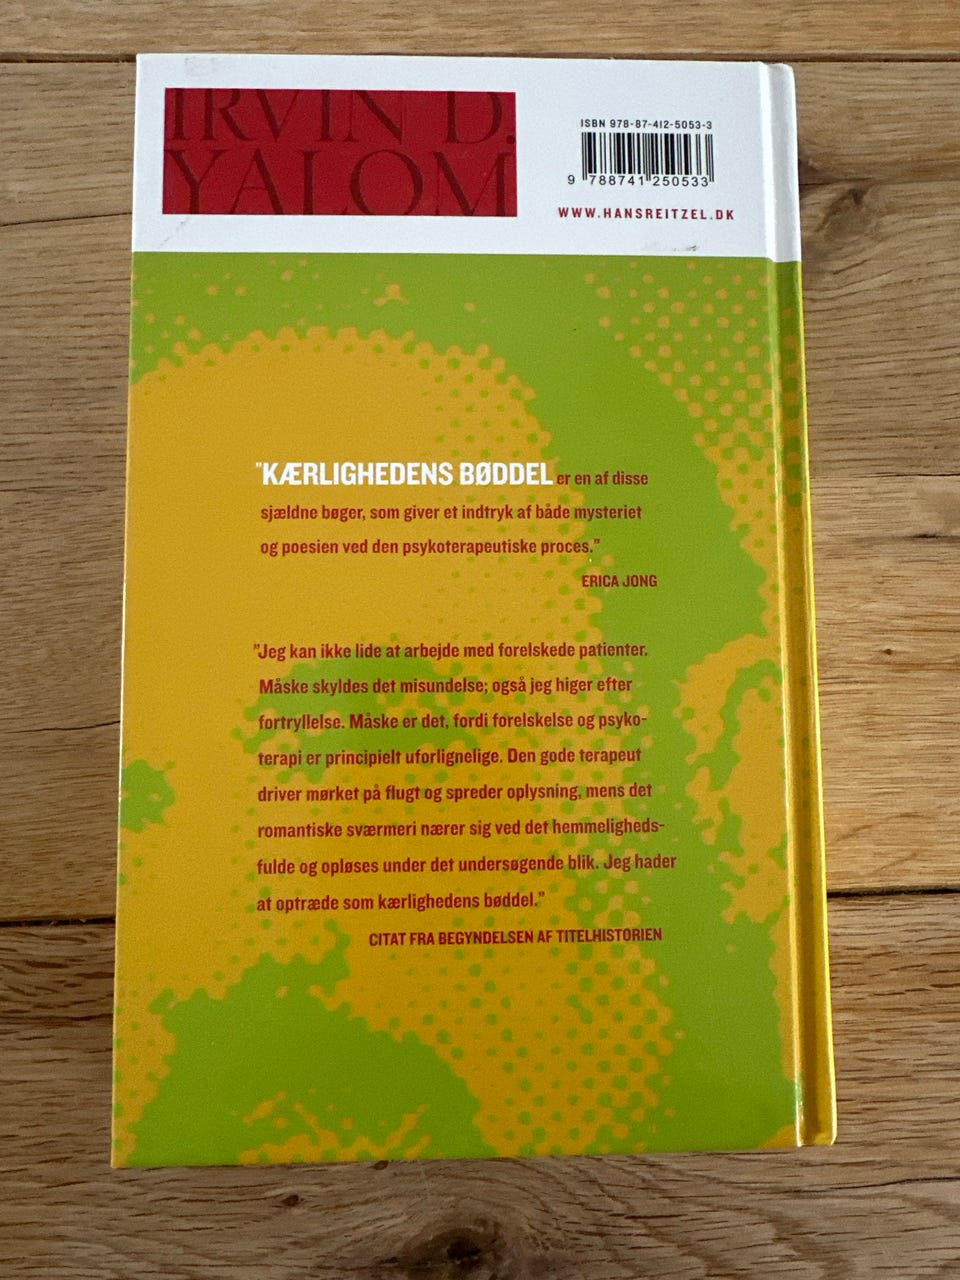 IRVIN D.
YALOM
ISBN 978-87-412-5053-3
9 788741 250533
WWW.HANSREITZEL.DK
"KÆRLIGHEDENS BØDDEL er en af disse
sjældne bøger, som giver et indtryk af både mysteriet
og poesien ved den psykoterapeutiske proces."
ERICA JONG
"Jeg kan ikke lide at arbejde med forelskede patienter.
Måske skyldes det misundelse; også jeg higer efter
fortryllelse. Måske er det, fordi forelskelse og psyko-
terapi er principielt uforlignelige. Den gode terapeut
driver mørket på flugt og spreder oplysning, mens det
romantiske sværmeri nærer sig ved det hemmeligheds-
fulde og opløses under det undersøgende blik. Jeg hader
at optræde som kærlighedens bøddel."
CITAT FRA BEGYNDELSEN AF TITELHISTORIEN